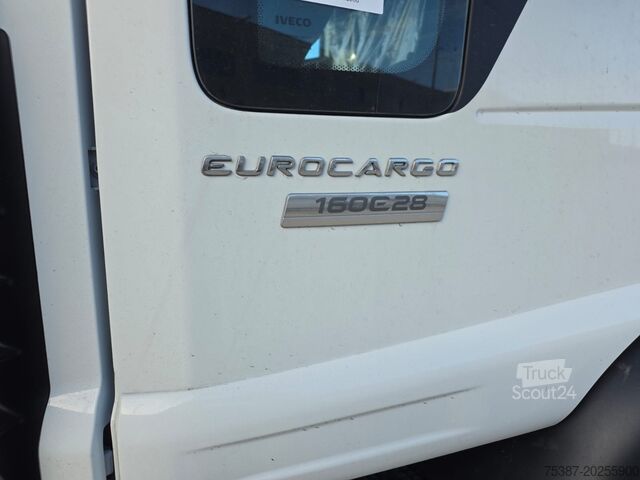 IVECO
EUROCARGO
160E28
Truck
Scout24
75387-20255900